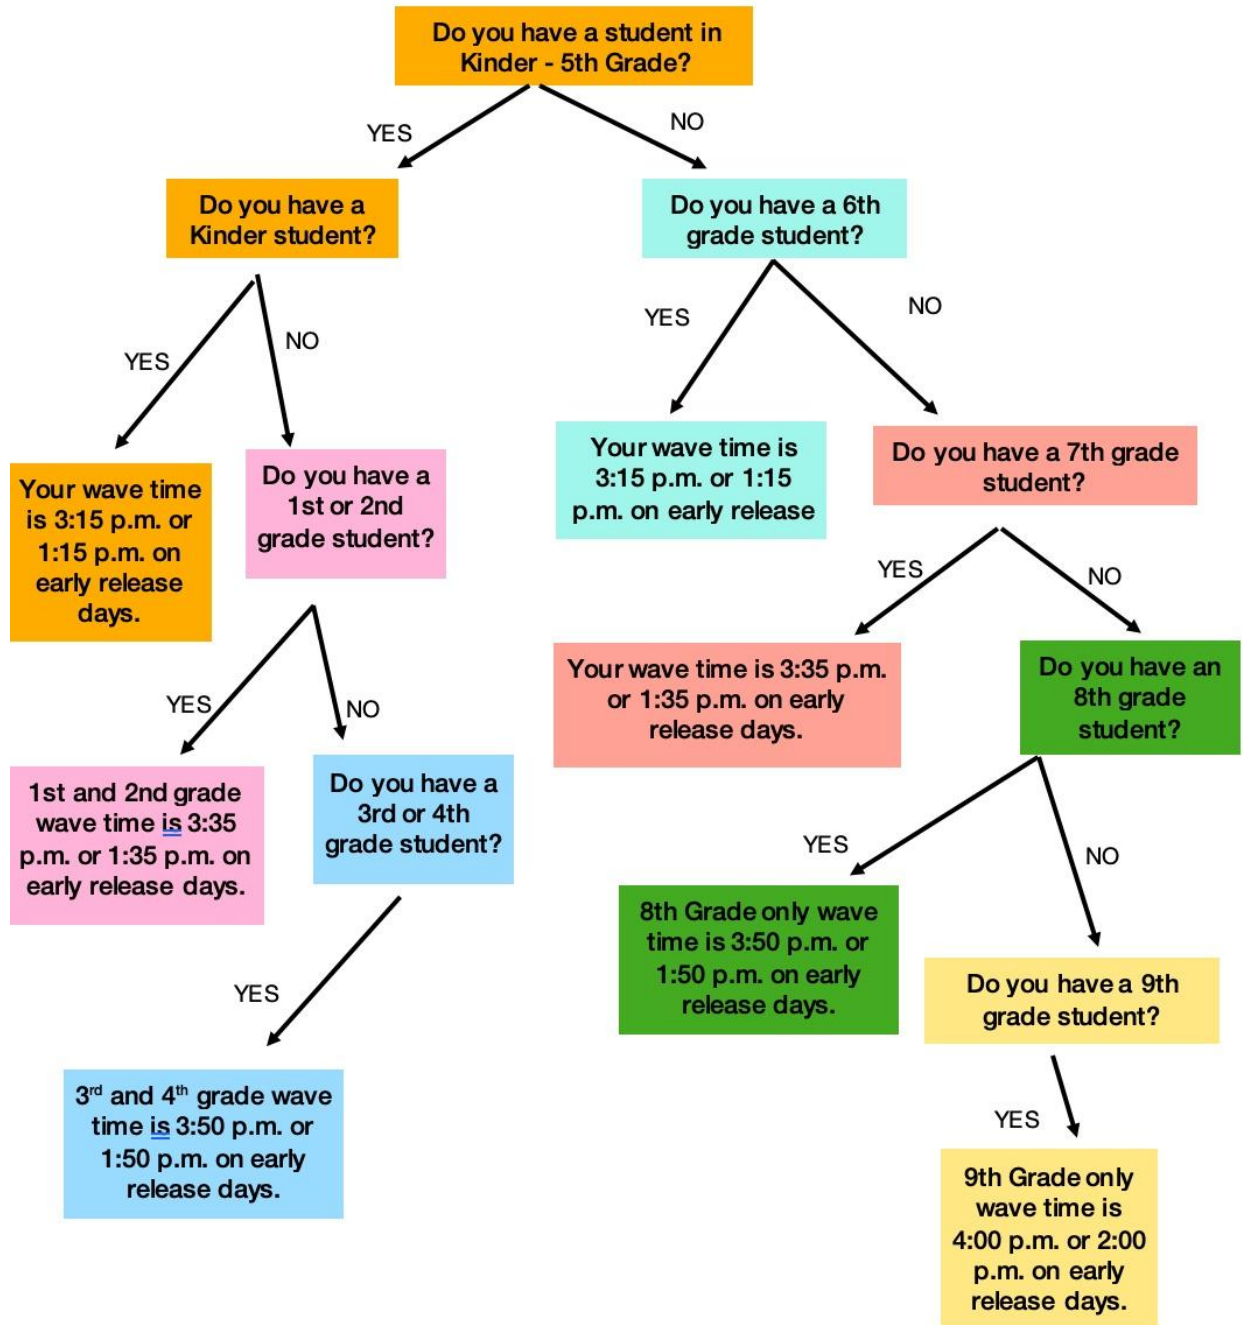 Do you have a student in
Kinder - 5th Grade?
YES
NO
Do you have a
Kinder student?
Do you have a 6th
grade student?
YES
NO
YES
NO
Your wave time
is 3:15 p.m. or
1:15 p.m. on
early release
days.
Do you have a
1st or 2nd
grade student?
Your wave time is
3:15 p.m. or 1:15
p.m. on early release
Do you have a 7th grade
student?
YES
NO
YES
NO
1st and 2nd grade
wave time is 3:35
p.m. or 1:35 p.m. on
early release days.
Do you have a
3rd or 4th
grade student?
Your wave time is 3:35 p.m.
or 1:35 p.m. on early
release days.
Do you have an
8th grade
student?
YES
YES
NO
3rd and 4th grade wave
time is 3:50 p.m. or
1:50 p.m. on early
release days.
8th Grade only wave
time is 3:50 p.m. or
1:50 p.m. on early
release days.
Do you have a 9th
grade student?
YES
9th Grade only
wave time is
4:00 p.m. or 2:00
p.m. on early
release days.